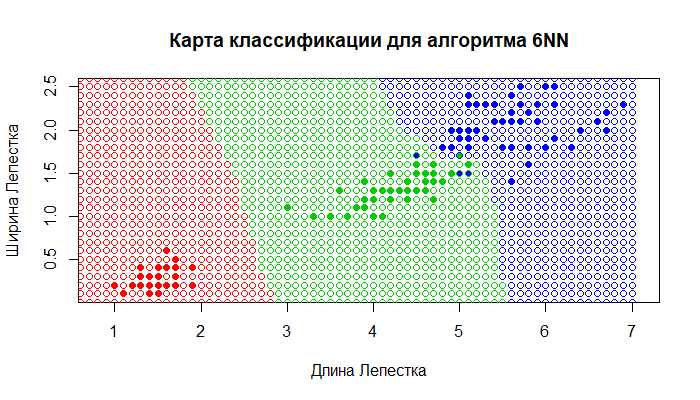 Карта классификации для алгоритма 6NN
Ширина Лепестка
2.5
2.0
1.5
1.0
0.5
1 2 3 4 5 6 7
Длина Лепестка